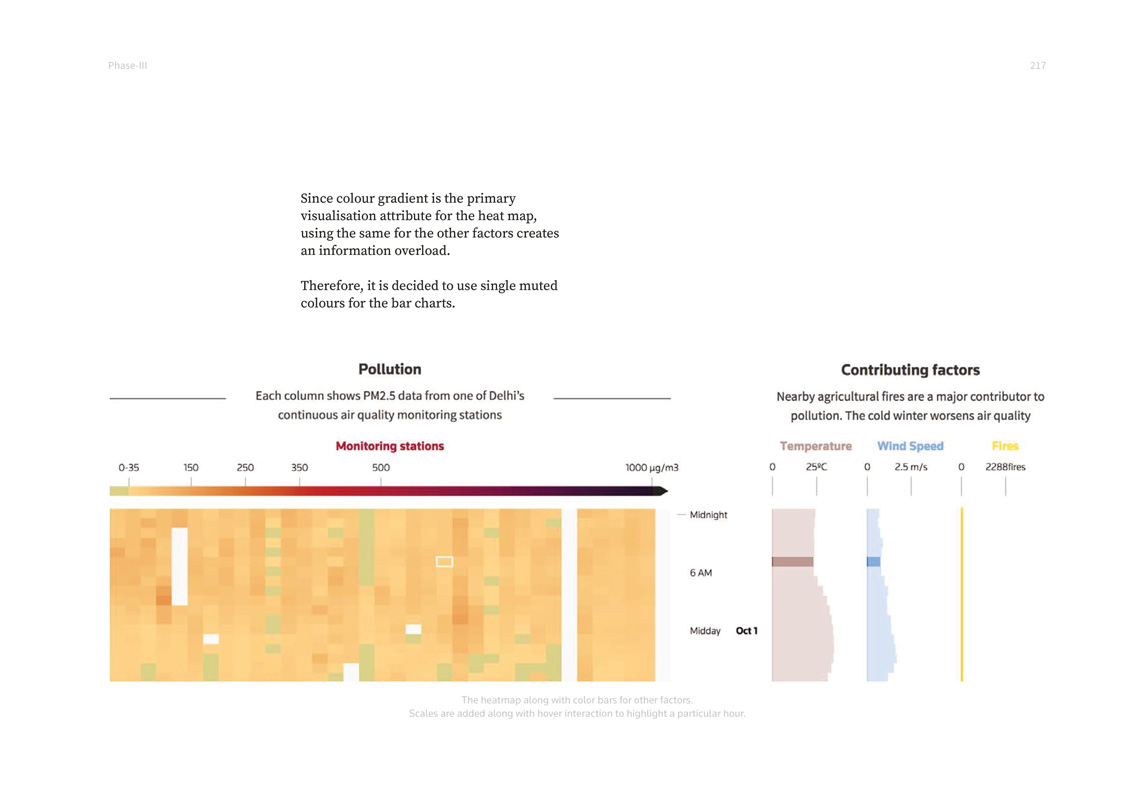 Phase-III
217
Since colour gradient is the primary
visualisation attribute for the heat map,
using the same for the other factors creates
an information overload.
Therefore, it is decided to use single muted
colours for the bar charts.
Pollution
Each column shows PM2.5 data from one of Delhi's
continuous air quality monitoring stations
Monitoring stations
0-35 150 250 350 500 1000 µg/m3
Contributing factors
Nearby agricultural fires are a major contributor to
pollution. The cold winter worsens air quality
Temperature Wind Speed Fires
0 25ºC 0 2.5 m/s 0 2288fires
Midnight
6 AM
Midday Oct 1
The heatmap along with color bars for other factors.
Scales are added along with hover interaction to highlight a particular hour.